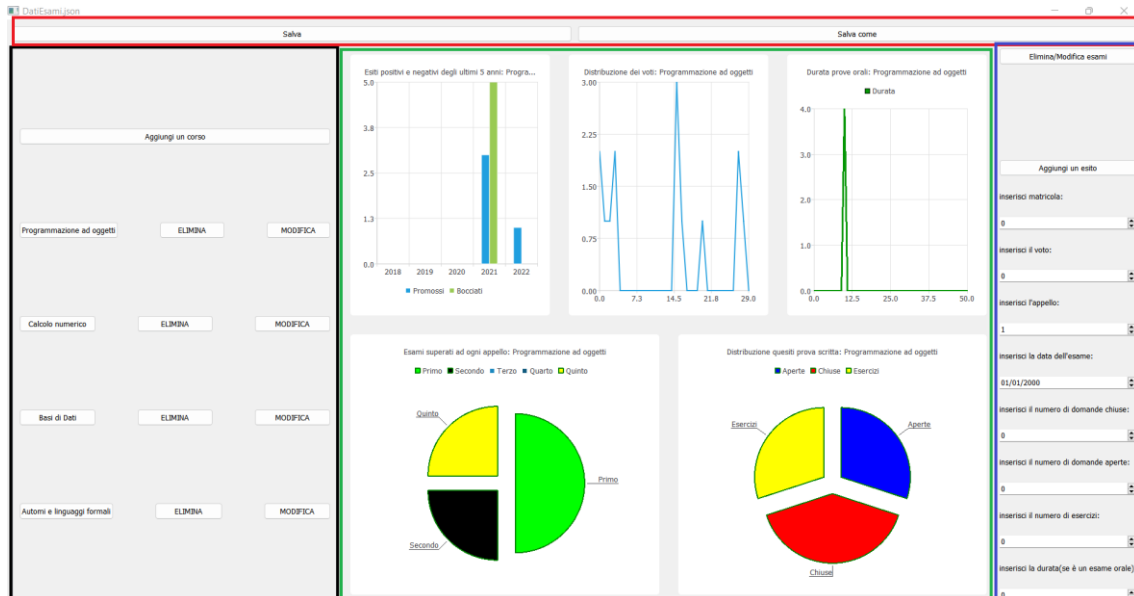 DatiEsami.json
Salva
Salva come
Aggiungi un corso
Programmazione ad oggetti
ELIMINA
MODIFICA
Calcolo numerico
ELIMINA
MODIFICA
Basi di Dati
ELIMINA
MODIFICA
Automi e linguaggi formali
ELIMINA
MODIFICA
Esiti positivi e negativi degli ultimi 5 anni: Progra...
5.0
3.8
2.5
1.3
0.0
2018 2019 2020 2021 2022
Promossi Bocciati
Distribuzione dei voti: Programmazione ad oggetti
3.00
2.25
1.50
0.75
0.00
0.0 7.3 14.5 21.8 29.0
Durata prove orali: Programmazione ad oggetti
Durata
4.0
3.0
2.0
1.0
0.0
0.0 12.5 25.0 37.5 50.0
Esami superati ad ogni appello: Programmazione ad oggetti
Primo Secondo Terzo Quarto Quinto
Quinto
Primo
Secondo
Distribuzione quesiti prova scritta: Programmazione ad oggetti
Aperte Chiuse Esercizi
Esercizi
Aperte
Chiuse
Elimina/Modifica esami
Aggiungi un esito
inserisci matricola:
0
inserisci il voto:
0
inserisci l'appello:
1
inserisci la data dell'esame:
01/01/2000
inserisci il numero di domande chiuse:
0
inserisci il numero di domande aperte:
0
inserisci il numero di esercizi:
0
inserisci la durata(se è un esame orale)
0